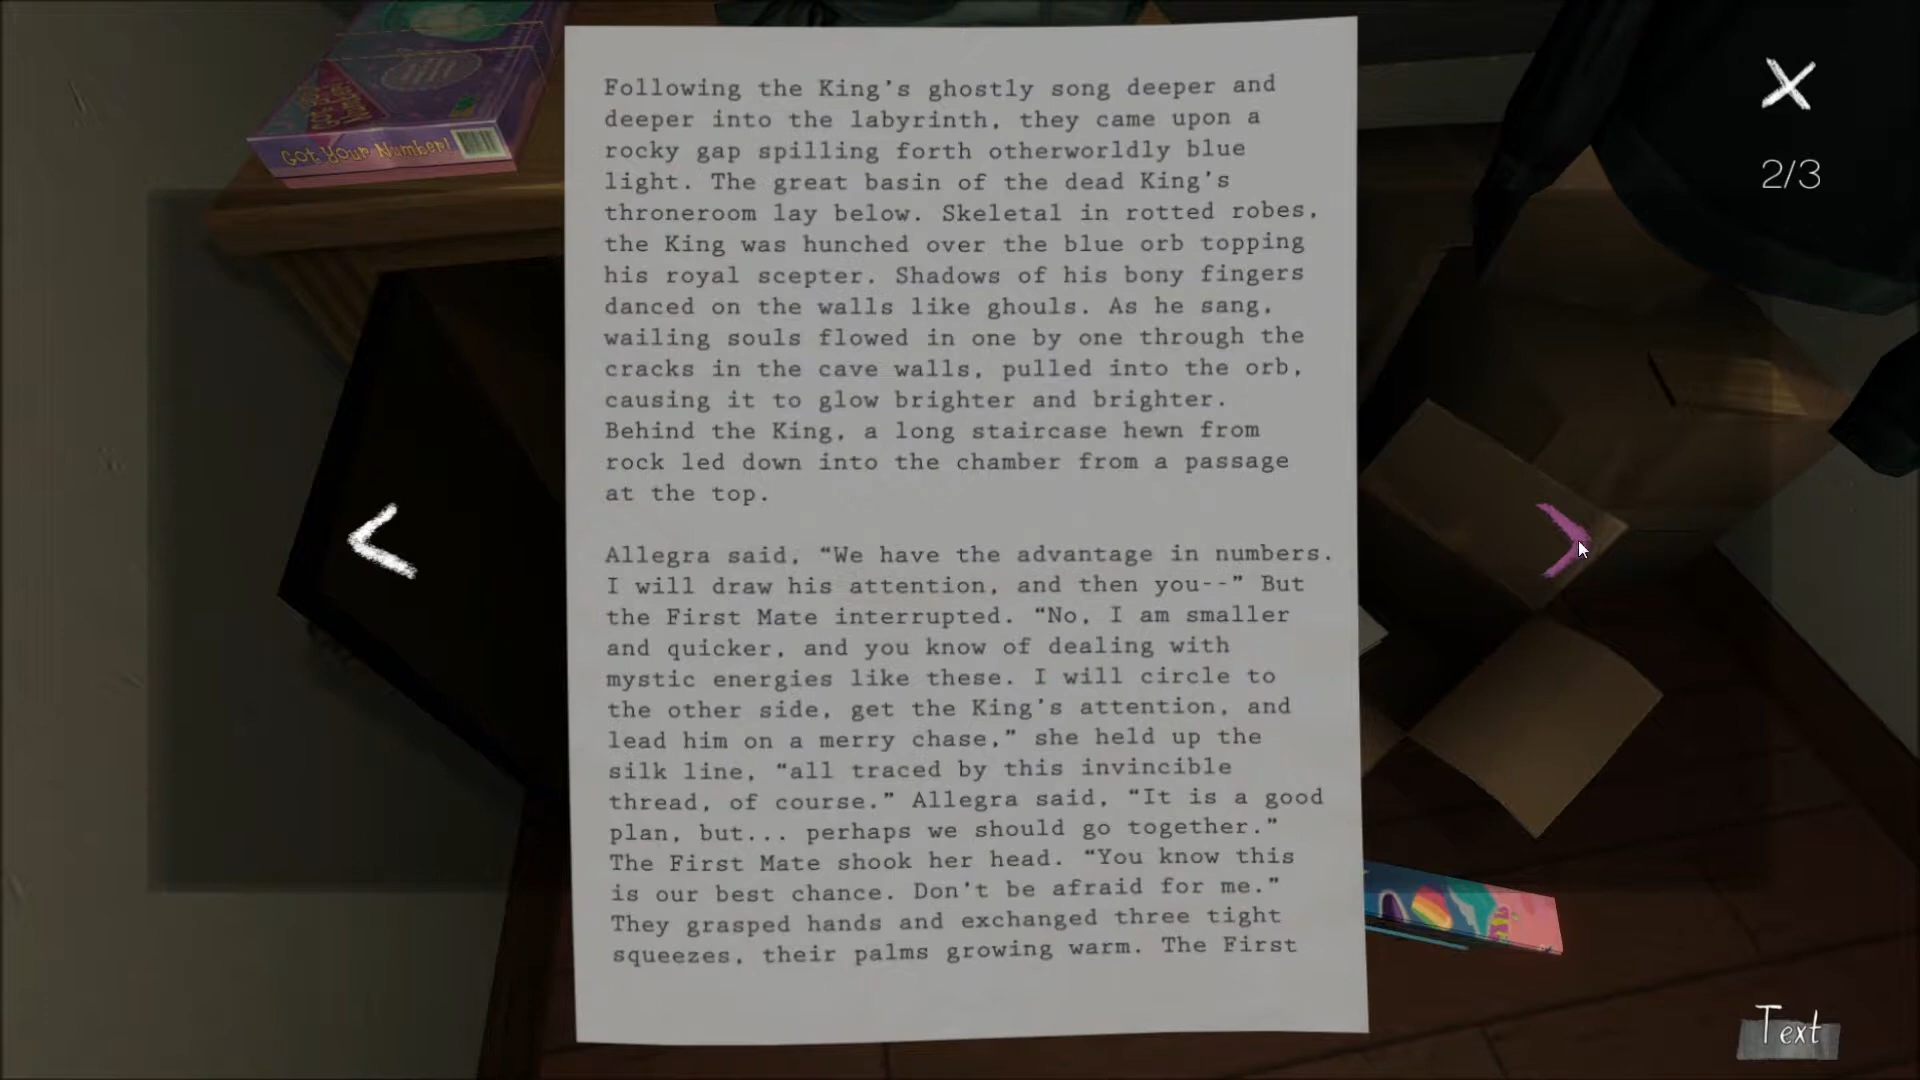 Got Your Number!
2/3
Following the King's ghostly song deeper and
deeper into the labyrinth, they came upon a
rocky gap spilling forth otherworldly blue
light. The great basin of the dead King's
throneroom lay below. Skeletal in rotted robes,
the King was hunched over the blue orb topping
his royal scepter. Shadows of his bony fingers
danced on the walls like ghouls. As he sang,
wailing souls flowed in one by one through the
cracks in the cave walls, pulled into the orb,
causing it to glow brighter and brighter.
Behind the King, a long staircase hewn from
rock led down into the chamber from a passage
at the top.
Allegra said, “We have the advantage in numbers.
I will draw his attention, and then you--” But
the First Mate interrupted. “No, I am smaller
and quicker, and you know of dealing with
mystic energies like these. I will circle to
the other side, get the King's attention, and
lead him on a merry chase,” she held up the
silk line, “all traced by this invincible
thread, of course.” Allegra said, “It is a good
plan, but... perhaps we should go together.”
The First Mate shook her head. “You know this
is our best chance. Don't be afraid for me.”
They grasped hands and exchanged three tight
squeezes, their palms growing warm. The First
Text